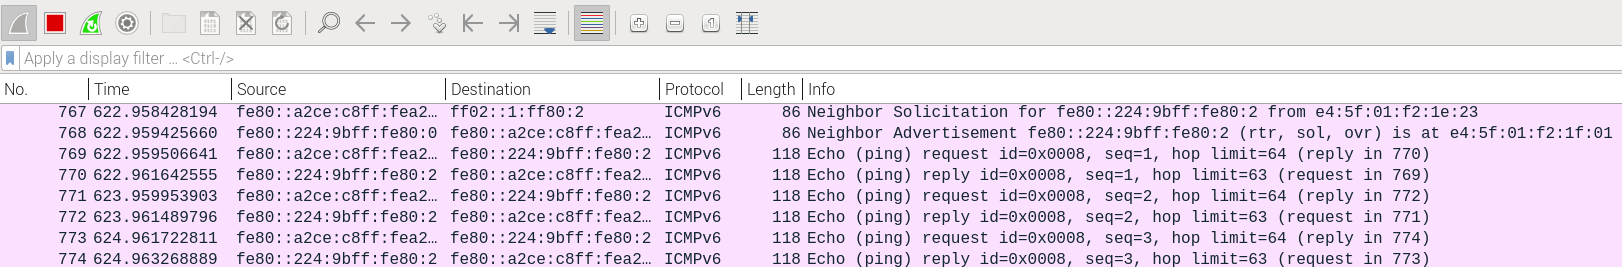 Apply a display filter … <Ctrl-/>
No. Time Source Destination Protocol Length Info
767 622.958428194 fe80::a2ce:c8ff:fea2… ff02::1:ff80:2 ICMPv6 86 Neighbor Solicitation for fe80::224:9bff:fe80:2 from e4:5f:01:f2:1e:23
768 622.959425660 fe80::224:9bff:fe80:0 fe80::a2ce:c8ff:fea2… ICMPv6 86 Neighbor Advertisement fe80::224:9bff:fe80:2 (rtr, sol, ovr) is at e4:5f:01:f2:1f:01
769 622.959506641 fe80::a2ce:c8ff:fea2… fe80::224:9bff:fe80:2 ICMPv6 118 Echo (ping) request id=0x0008, seq=1, hop limit=64 (reply in 770)
770 622.961642555 fe80::224:9bff:fe80:2 fe80::a2ce:c8ff:fea2… ICMPv6 118 Echo (ping) reply id=0x0008, seq=1, hop limit=63 (request in 769)
771 623.959953903 fe80::a2ce:c8ff:fea2… fe80::224:9bff:fe80:2 ICMPv6 118 Echo (ping) request id=0x0008, seq=2, hop limit=64 (reply in 772)
772 623.961489796 fe80::224:9bff:fe80:2 fe80::a2ce:c8ff:fea2… ICMPv6 118 Echo (ping) reply id=0x0008, seq=2, hop limit=63 (request in 771)
773 624.961722811 fe80::a2ce:c8ff:fea2… fe80::224:9bff:fe80:2 ICMPv6 118 Echo (ping) request id=0x0008, seq=3, hop limit=64 (reply in 774)
774 624.963268889 fe80::224:9bff:fe80:2 fe80::a2ce:c8ff:fea2… ICMPv6 118 Echo (ping) reply id=0x0008, seq=3, hop limit=63 (request in 773)